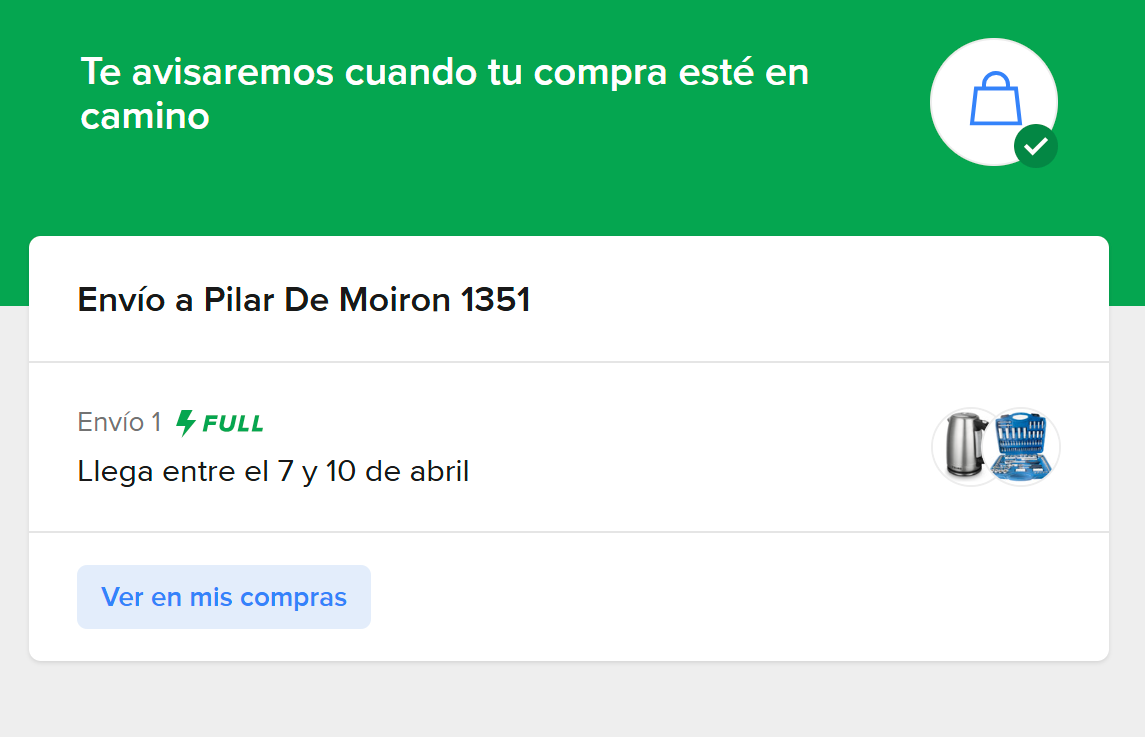 Te avisaremos cuando tu compra esté en
camino
Envío a Pilar De Moiron 1351
Envío 1 FULL
Llega entre el 7 y 10 de abril
Ver en mis compras